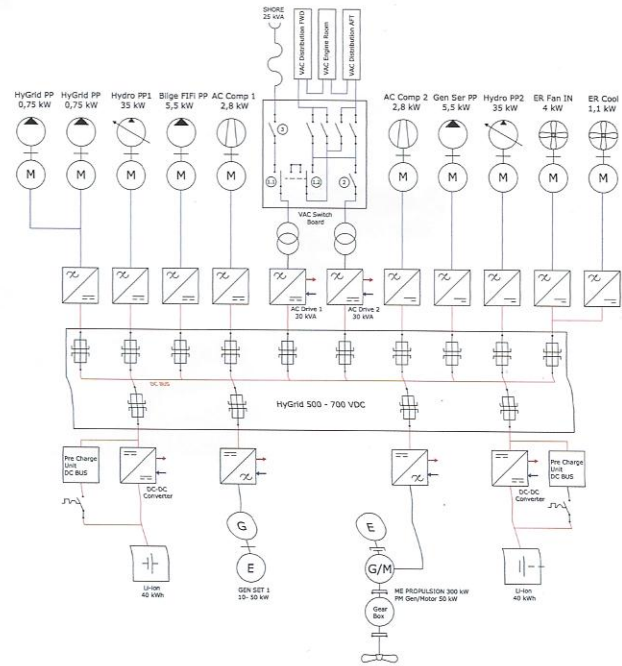 SHORE
25 kVA
VAC Distribution FWD
VAC Engine Room
VAC Distribution AFT
HyGrid PP
0,75 kW
HyGrid PP
0,75 kW
Hydro PP1
35 kW
Bilge FIFI PP
5,5 kW
AC Comp 1
2,8 kW
AC Comp 2
2,8 kW
Gen Ser PP
5,5 kW
Hydro PP2
35 kW
ER Fan IN
4 kW
ER Cool
1,1 kW
3
M
M
M
M
M
M
M
M
M
M
1.1
1.2
2
VAC Switch
Board
AC Drive 1
30 kVA
AC Drive 2
30 kVA
DC BUS
HyGrid 500 - 700 VDC
Pre Charge
Unit
DC BUS
DC-DC
Converter
DC-DC
Converter
Pre Charge
Unit
DC BUS
G
E
E
G/M
Li-Ion
40 kWh
GEN SET 1
10- 50 kW
ME PROPULSION 300 kW
PM Gen/Motor 50 kW
Gear
Box
Li-Ion
40 kWh